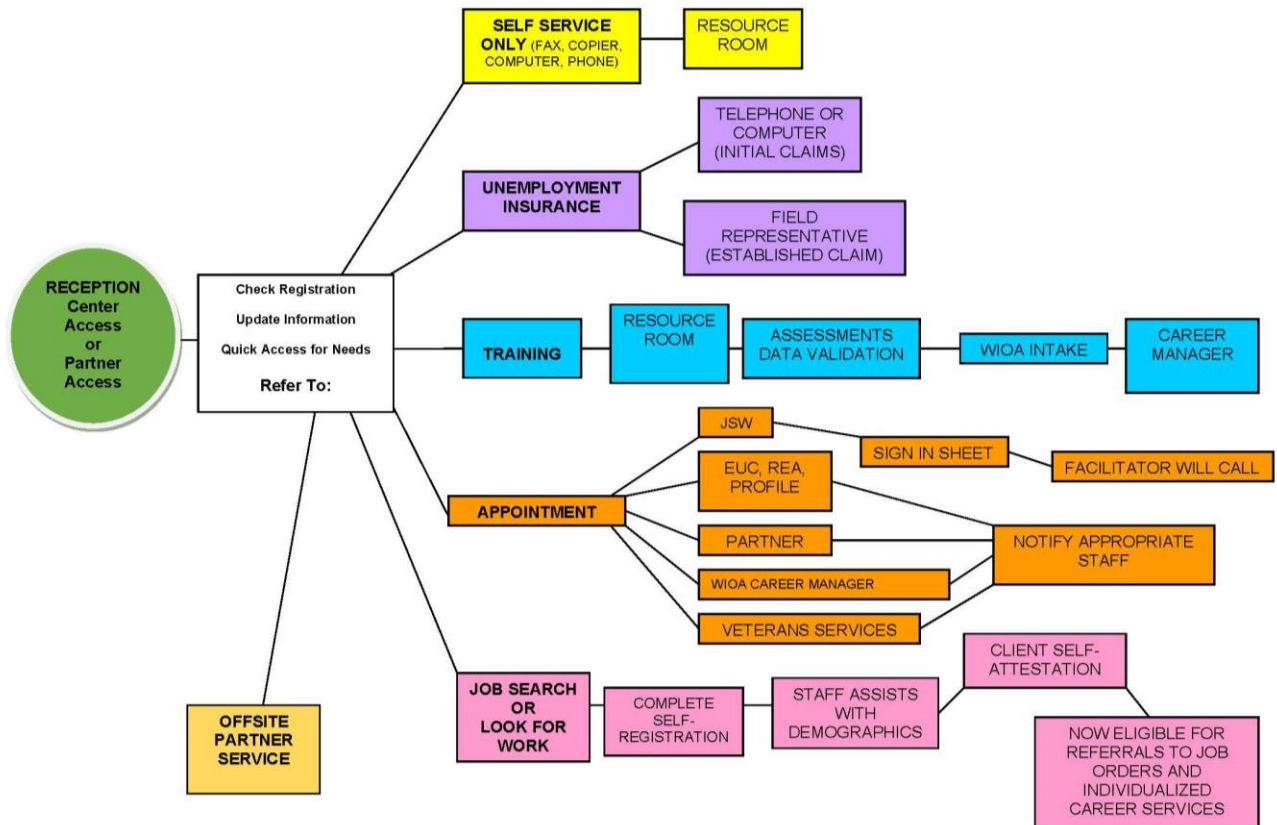 RECEPTION
Center
Access
or
Partner
Access
Check Registration
Update Information
Quick Access for Needs
Refer To:
SELF SERVICE
ONLY (FAX, COPIER,
COMPUTER, PHONE)
RESOURCE
ROOM
UNEMPLOYMENT
INSURANCE
TELEPHONE OR
COMPUTER
(INITIAL CLAIMS)
FIELD
REPRESENTATIVE
(ESTABLISHED CLAIM)
TRAINING
RESOURCE
ROOM
ASSESSMENTS
DATA VALIDATION
WIOA INTAKE
CAREER
MANAGER
APPOINTMENT
JSW
SIGN IN SHEET
FACILITATOR WILL CALL
EUC, REA,
PROFILE
PARTNER
WIOA CAREER MANAGER
VETERANS SERVICES
NOTIFY APPROPRIATE
STAFF
JOB SEARCH
OR
LOOK FOR
WORK
COMPLETE
SELF-
REGISTRATION
STAFF ASSISTS
WITH
DEMOGRAPHICS
CLIENT SELF-
ATTESTATION
NOW ELIGIBLE FOR
REFERRALS TO JOB
ORDERS AND
INDIVIDUALIZED
CAREER SERVICES
OFFSITE
PARTNER
SERVICE